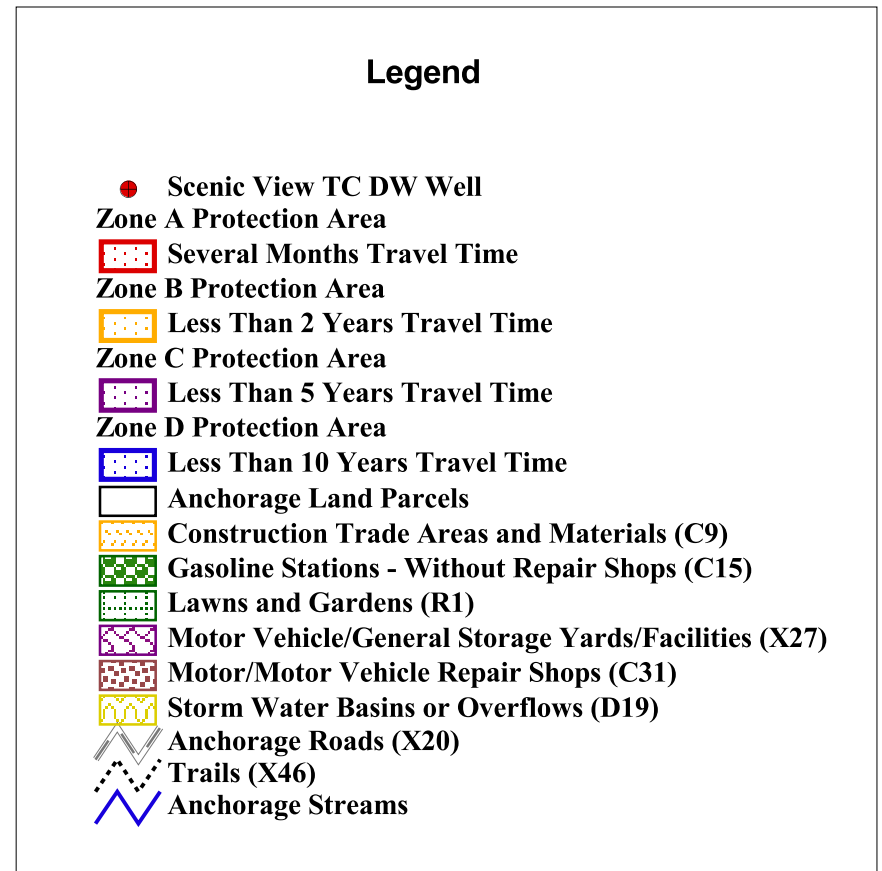 Legend
Scenic View TC DW Well
Zone A Protection Area
Several Months Travel Time
Zone B Protection Area
Less Than 2 Years Travel Time
Zone C Protection Area
Less Than 5 Years Travel Time
Zone D Protection Area
Less Than 10 Years Travel Time
Anchorage Land Parcels
Construction Trade Areas and Materials (C9)
Gasoline Stations - Without Repair Shops (C15)
Lawns and Gardens (R1)
Motor Vehicle/General Storage Yards/Facilities (X27)
Motor/Motor Vehicle Repair Shops (C31)
Storm Water Basins or Overflows (D19)
Anchorage Roads (X20)
Trails (X46)
Anchorage Streams